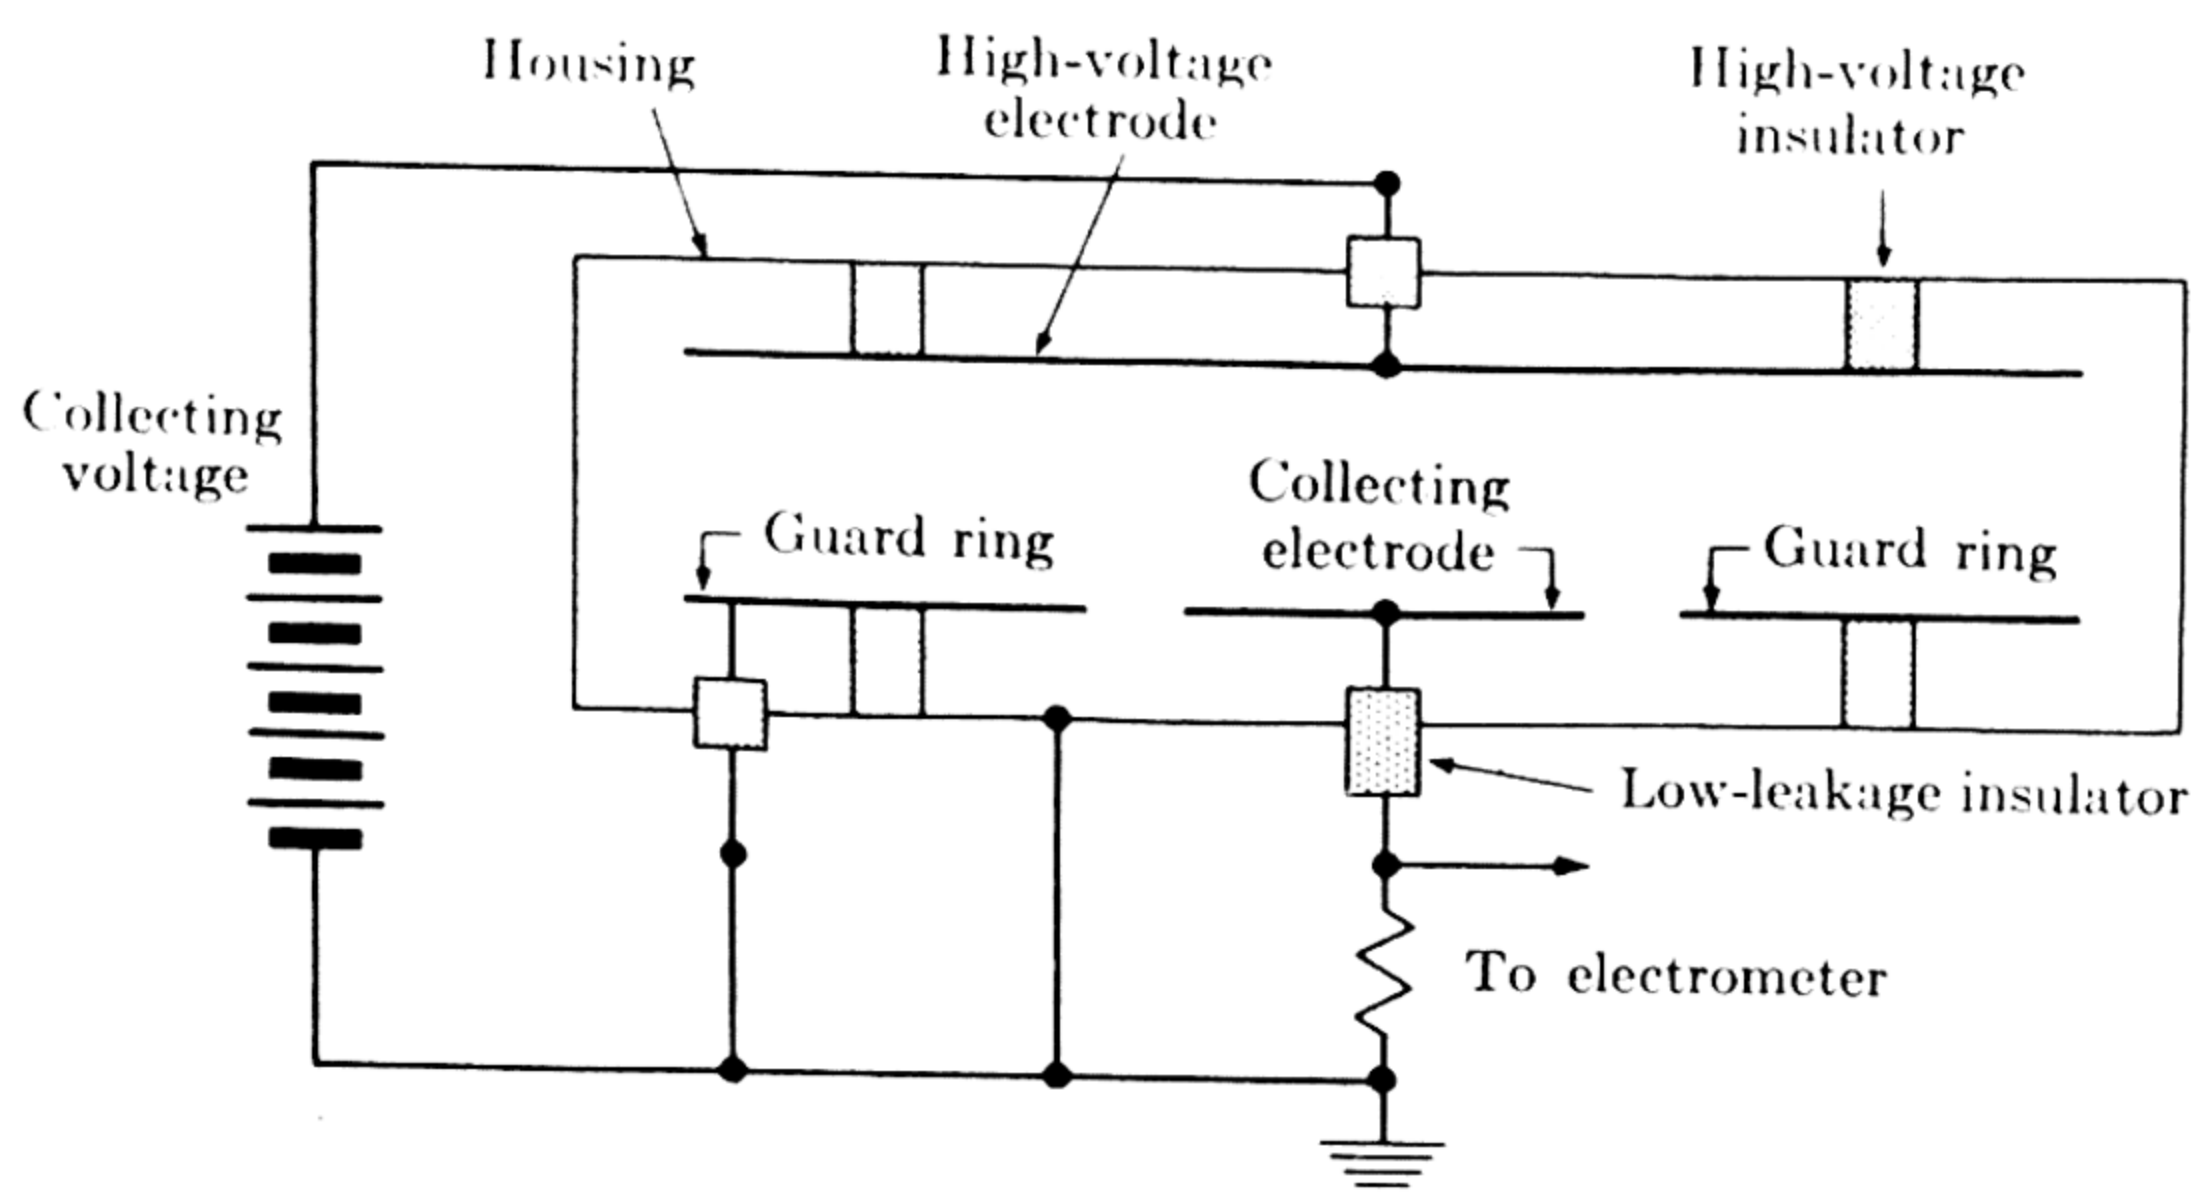 Housing
High-voltage
electrode
High-voltage
insulator
Collecting
voltage
Guard ring
Collecting
electrode
Guard ring
Low-leakage insulator
To electrometer